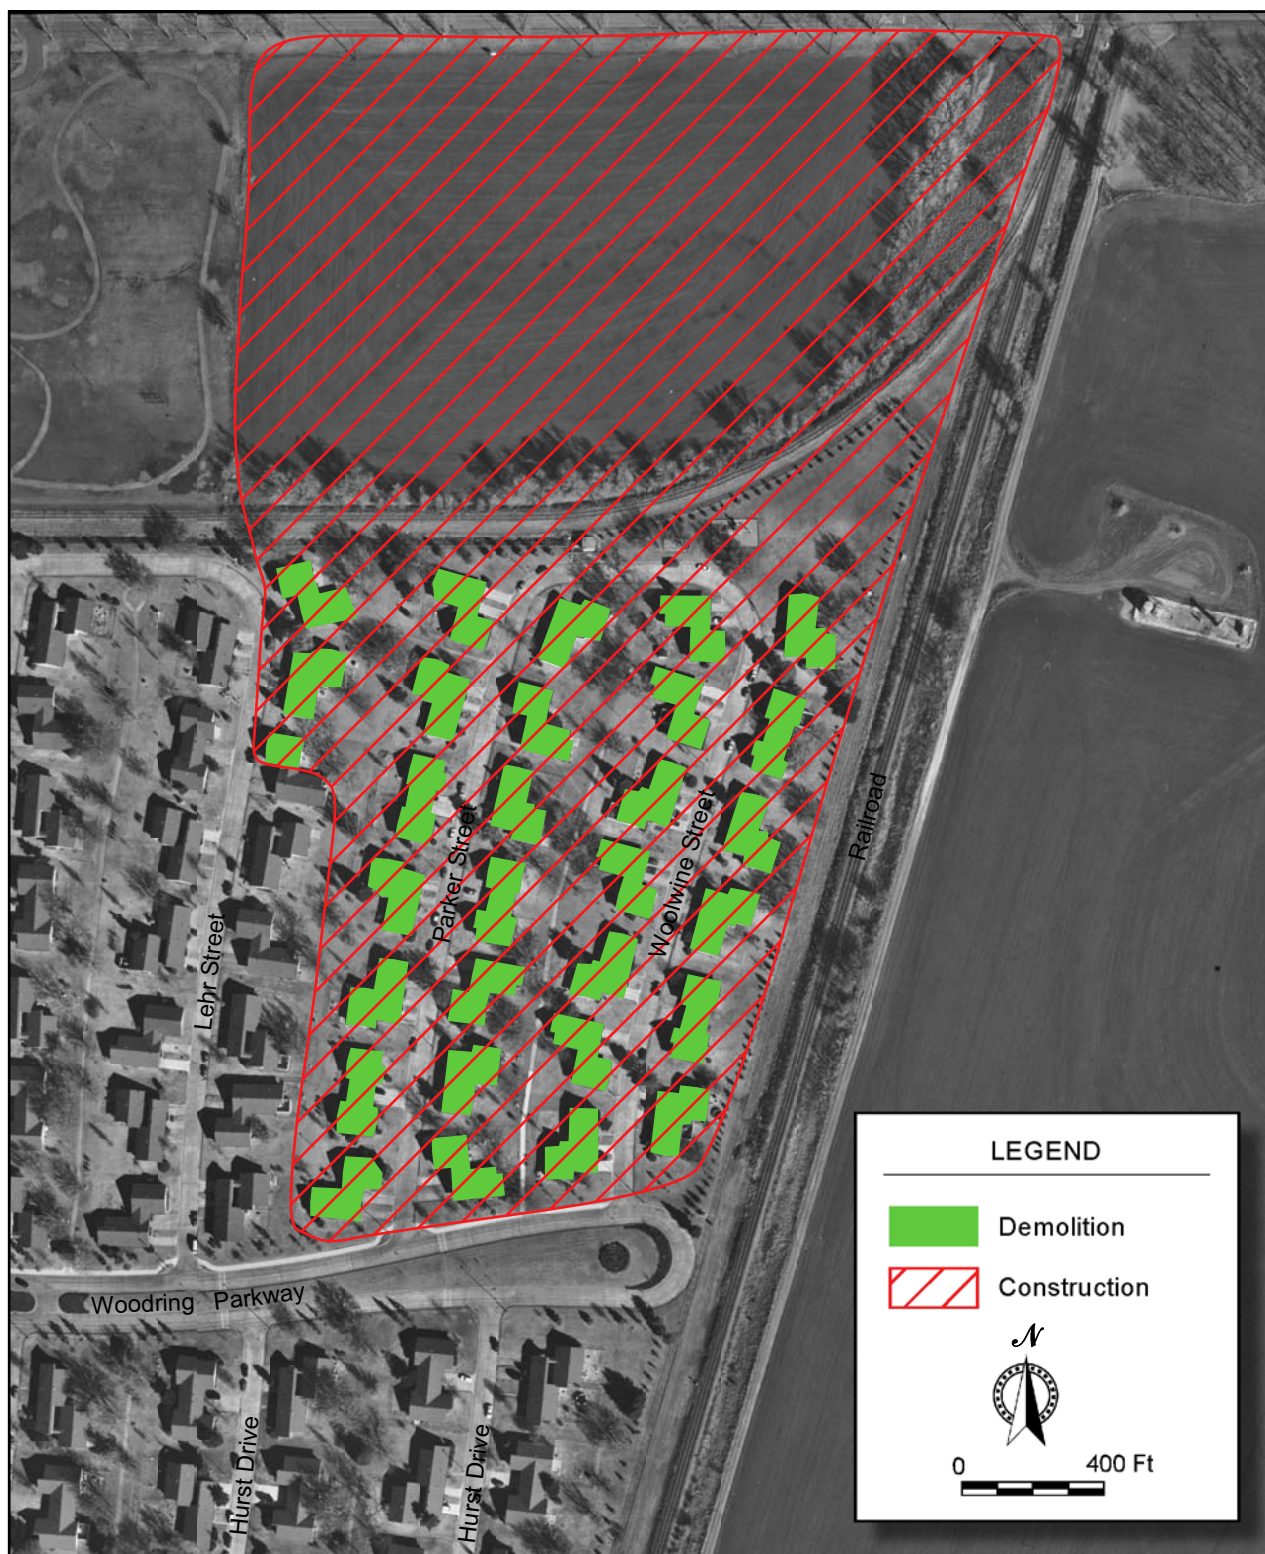 Railroad
Parker Street
Woolwine Street
Lehr Street
Woodring Parkway
Hurst Drive
Hurst Drive
LEGEND
Demolition
Construction
N
0 400 Ft